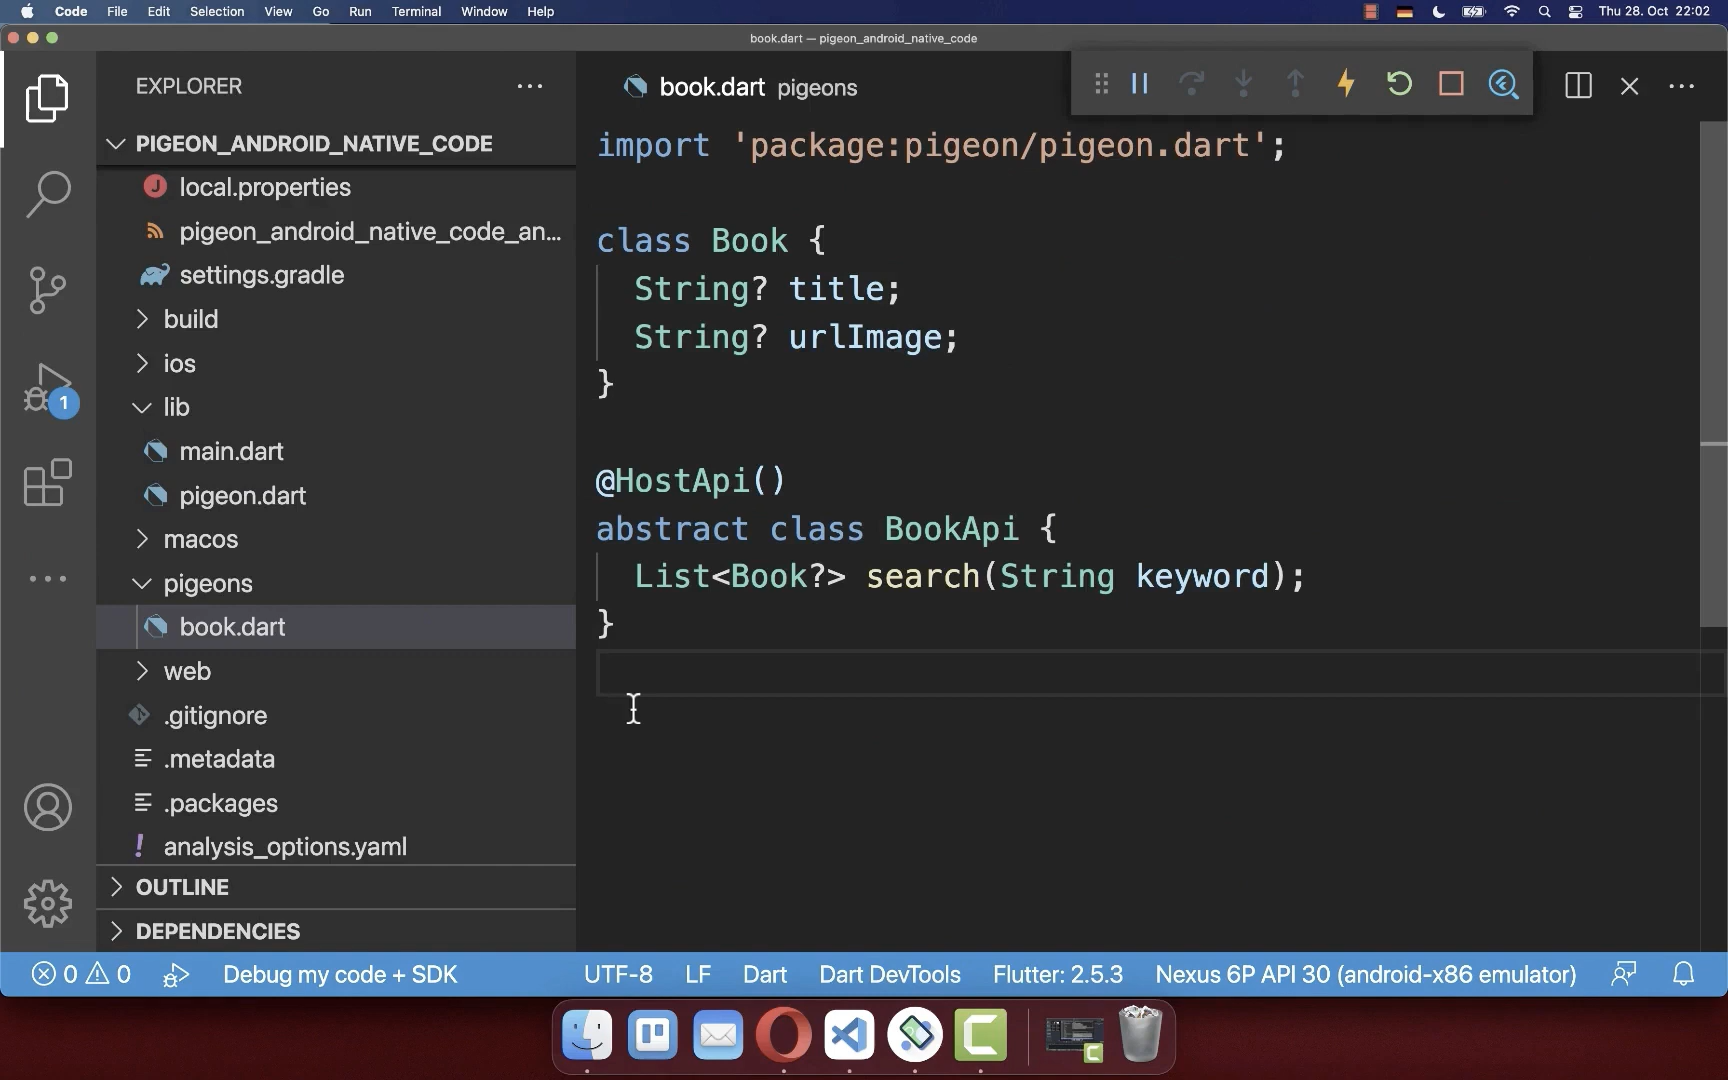 Code File Edit Selection View Go Run Terminal Window Help Thu 28. Oct 22:02
book.dart — pigeon_android_native_code
EXPLORER
book.dart pigeons
PIGEON_ANDROID_NATIVE_CODE
local.properties
pigeon_android_native_code_an...
settings.gradle
build
ios
lib
main.dart
pigeon.dart
macos
pigeons
book.dart
web
.gitignore
.metadata
.packages
analysis_options.yaml
OUTLINE
DEPENDENCIES
1
import 'package:pigeon/pigeon.dart';
class Book {
String? title;
String? urlImage;
}
@HostApi()
abstract class BookApi {
List<Book?> search(String keyword);
}
0 0 Debug my code + SDK UTF-8 LF Dart Dart DevTools Flutter: 2.5.3 Nexus 6P API 30 (android-x86 emulator)